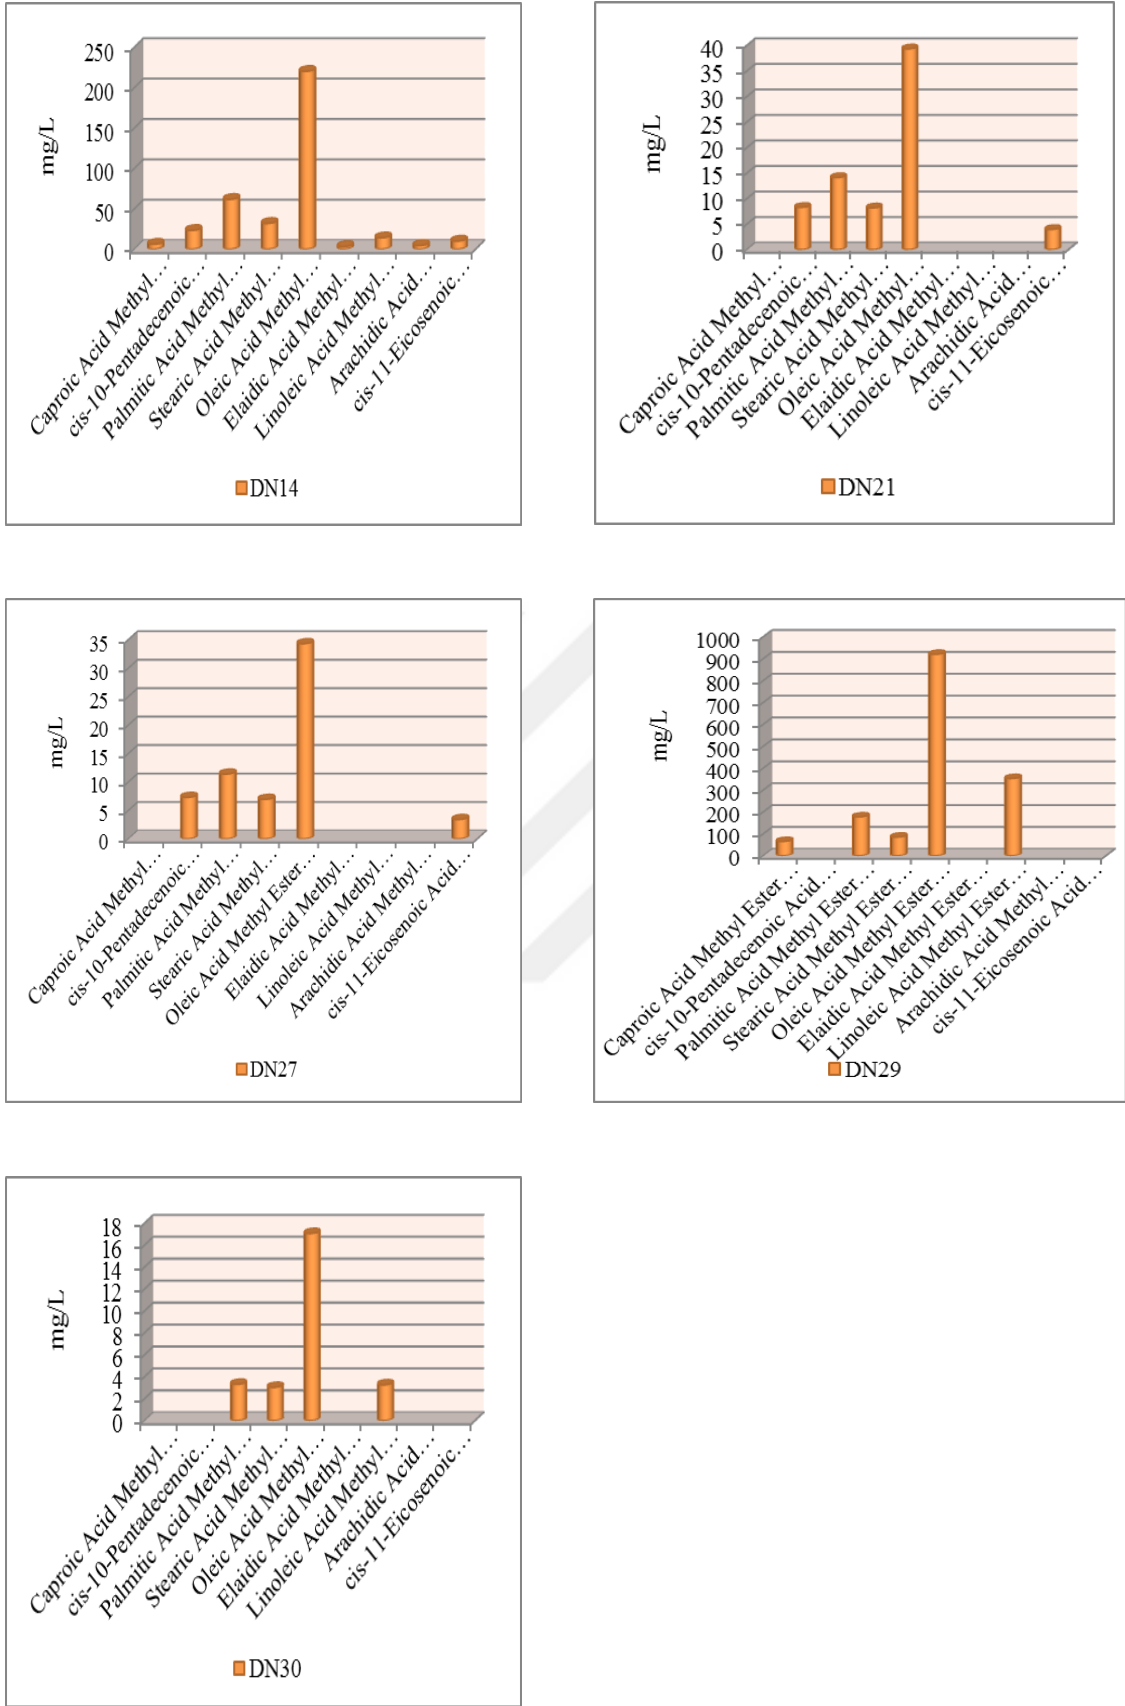 250
200
150
100
50
0
mg/L
Caproic Acid Methyl…
cis-10-Pentadecenoic…
Palmitic Acid Methyl…
Stearic Acid Methyl…
Oleic Acid Methyl…
Elaidic Acid Methyl…
Linoleic Acid Methyl…
Arachidic Acid…
cis-11-Eicosenoic…
DN14
40
35
30
25
20
15
10
5
0
mg/L
Caproic Acid Methyl…
cis-10-Pentadecenoic…
Palmitic Acid Methyl…
Stearic Acid Methyl…
Oleic Acid Methyl…
Elaidic Acid Methyl…
Linoleic Acid Methyl…
Arachidic Acid…
cis-11-Eicosenoic…
DN21
35
30
25
20
15
10
5
0
mg/L
Caproic Acid Methyl…
cis-10-Pentadecenoic…
Palmitic Acid Methyl…
Stearic Acid Methyl…
Oleic Acid Methyl Ester…
Elaidic Acid Methyl…
Linoleic Acid Methyl…
Arachidic Acid Methyl…
cis-11-Eicosenoic Acid…
DN27
1000
900
800
700
600
500
400
300
200
100
0
mg/L
Caproic Acid Methyl Ester…
cis-10-Pentadecenoic Acid…
Palmitic Acid Methyl Ester…
Stearic Acid Methyl Ester…
Oleic Acid Methyl Ester…
Elaidic Acid Methyl Ester…
Linoleic Acid Methyl Ester…
Arachidic Acid Methyl…
cis-11-Eicosenoic Acid…
DN29
18
16
14
12
10
8
6
4
2
0
mg/L
Caproic Acid Methyl…
cis-10-Pentadecenoic…
Palmitic Acid Methyl…
Stearic Acid Methyl…
Oleic Acid Methyl…
Elaidic Acid Methyl…
Linoleic Acid Methyl…
Arachidic Acid…
cis-11-Eicosenoic…
DN30